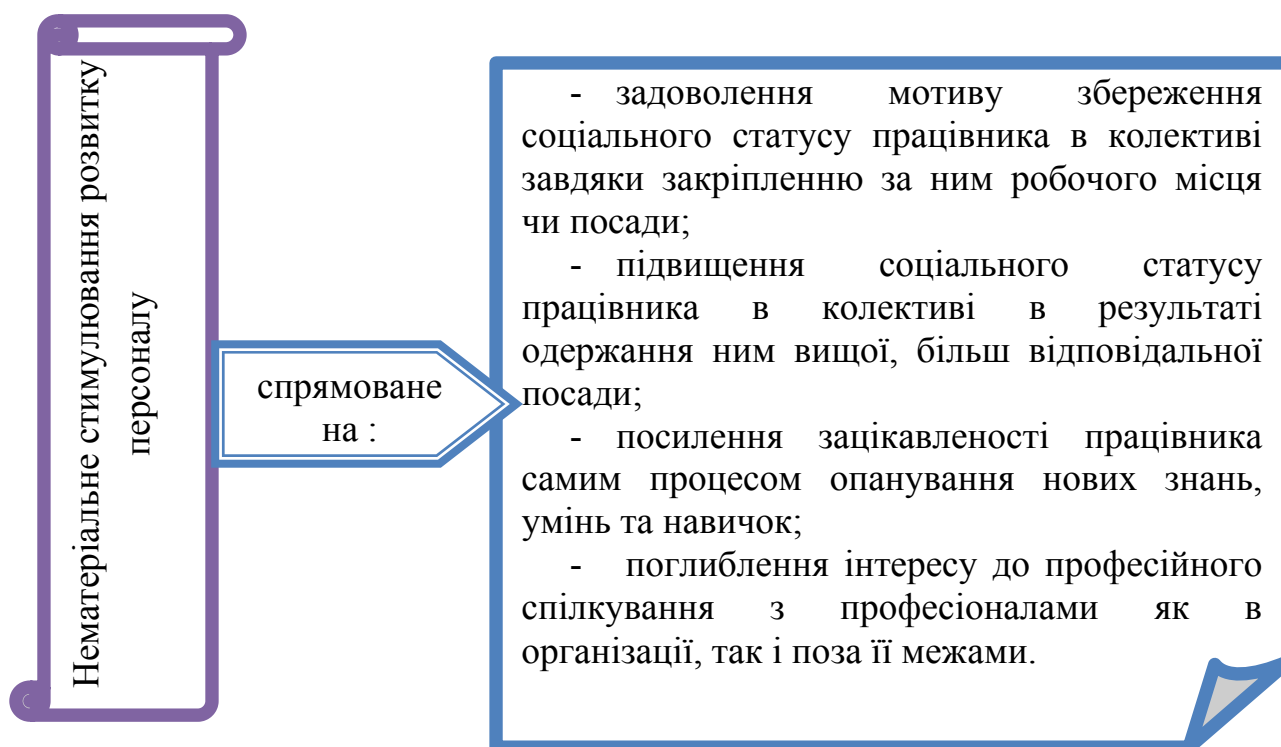 Нематеріальне стимулювання розвитку
персоналу
спрямоване
на :
- задоволення мотиву збереження
соціального статусу працівника в колективі
завдяки закріпленню за ним робочого місця
чи посади;
- підвищення соціального статусу
працівника в колективі в результаті
одержання ним вищої, більш відповідальної
посади;
- посилення зацікавленості працівника
самим процесом опанування нових знань,
умінь та навичок;
- поглиблення інтересу до професійного
спілкування з професіоналами як в
організації, так і поза її межами.